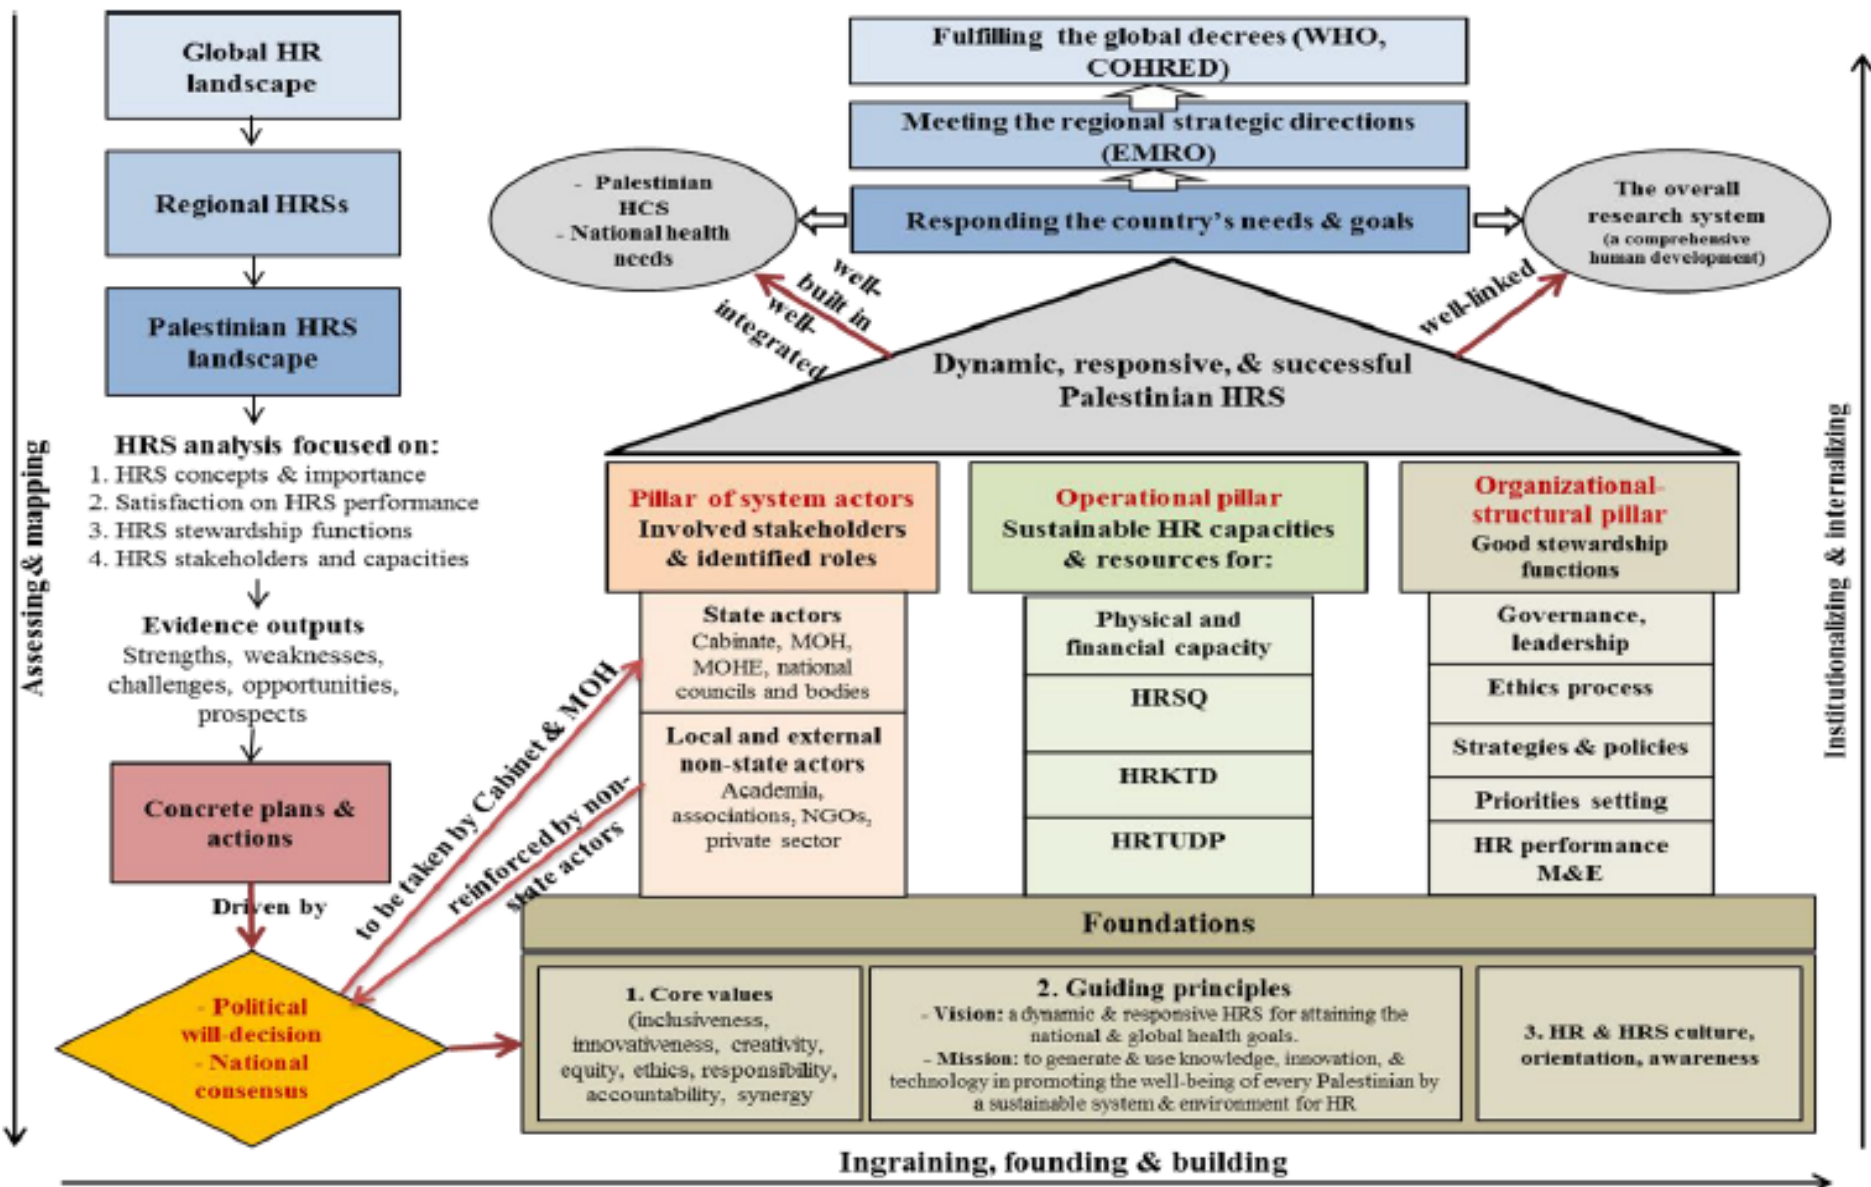 Assessing & mapping
Global HR
landscape
Regional HRSs
Palestinian HRS
landscape
HRS analysis focused on:
1. HRS concepts & importance
2. Satisfaction on HRS performance
3. HRS stewardship functions
4. HRS stakeholders and capacities
Evidence outputs
Strengths, weaknesses,
challenges, opportunities,
prospects
Concrete plans &
actions
Driven by
- Political
will-decision
- National
consensus
to be taken by Cabinet & MOH
reinforced by non-
state actors
Fulfilling the global decrees (WHO,
COHRED)
Meeting the regional strategic directions
(EMRO)
Responding the country's needs & goals
- Palestinian
HCS
- National health
needs
The overall
research system
(a comprehensive
human development)
well-
built in
well-
integrated
well-linked
Dynamic, responsive, & successful
Palestinian HRS
Pillar of system actors
Involved stakeholders
& identified roles
State actors
Cabinate, MOH,
MOHE, national
councils and bodies
Local and external
non-state actors
Academia,
associations, NGOs,
private sector
Operational pillar
Sustainable HR capacities
& resources for:
Physical and
financial capacity
HRSQ
HRKTD
HRTUDP
Organizational-
structural pillar
Good stewardship
functions
Governance,
leadership
Ethics process
Strategies & policies
Priorities setting
HR performance
M&E
Foundations
1. Core values
(inclusiveness,
innovativeness, creativity,
equity, ethics, responsibility,
accountability, synergy
2. Guiding principles
- Vision: a dynamic & responsive HRS for attaining the
national & global health goals.
- Mission: to generate & use knowledge, innovation, &
technology in promoting the well-being of every Palestinian by
a sustainable system & environment for HR
3. HR & HRS culture,
orientation, awareness
Ingraining, founding & building
Institutionalizing & internalizing